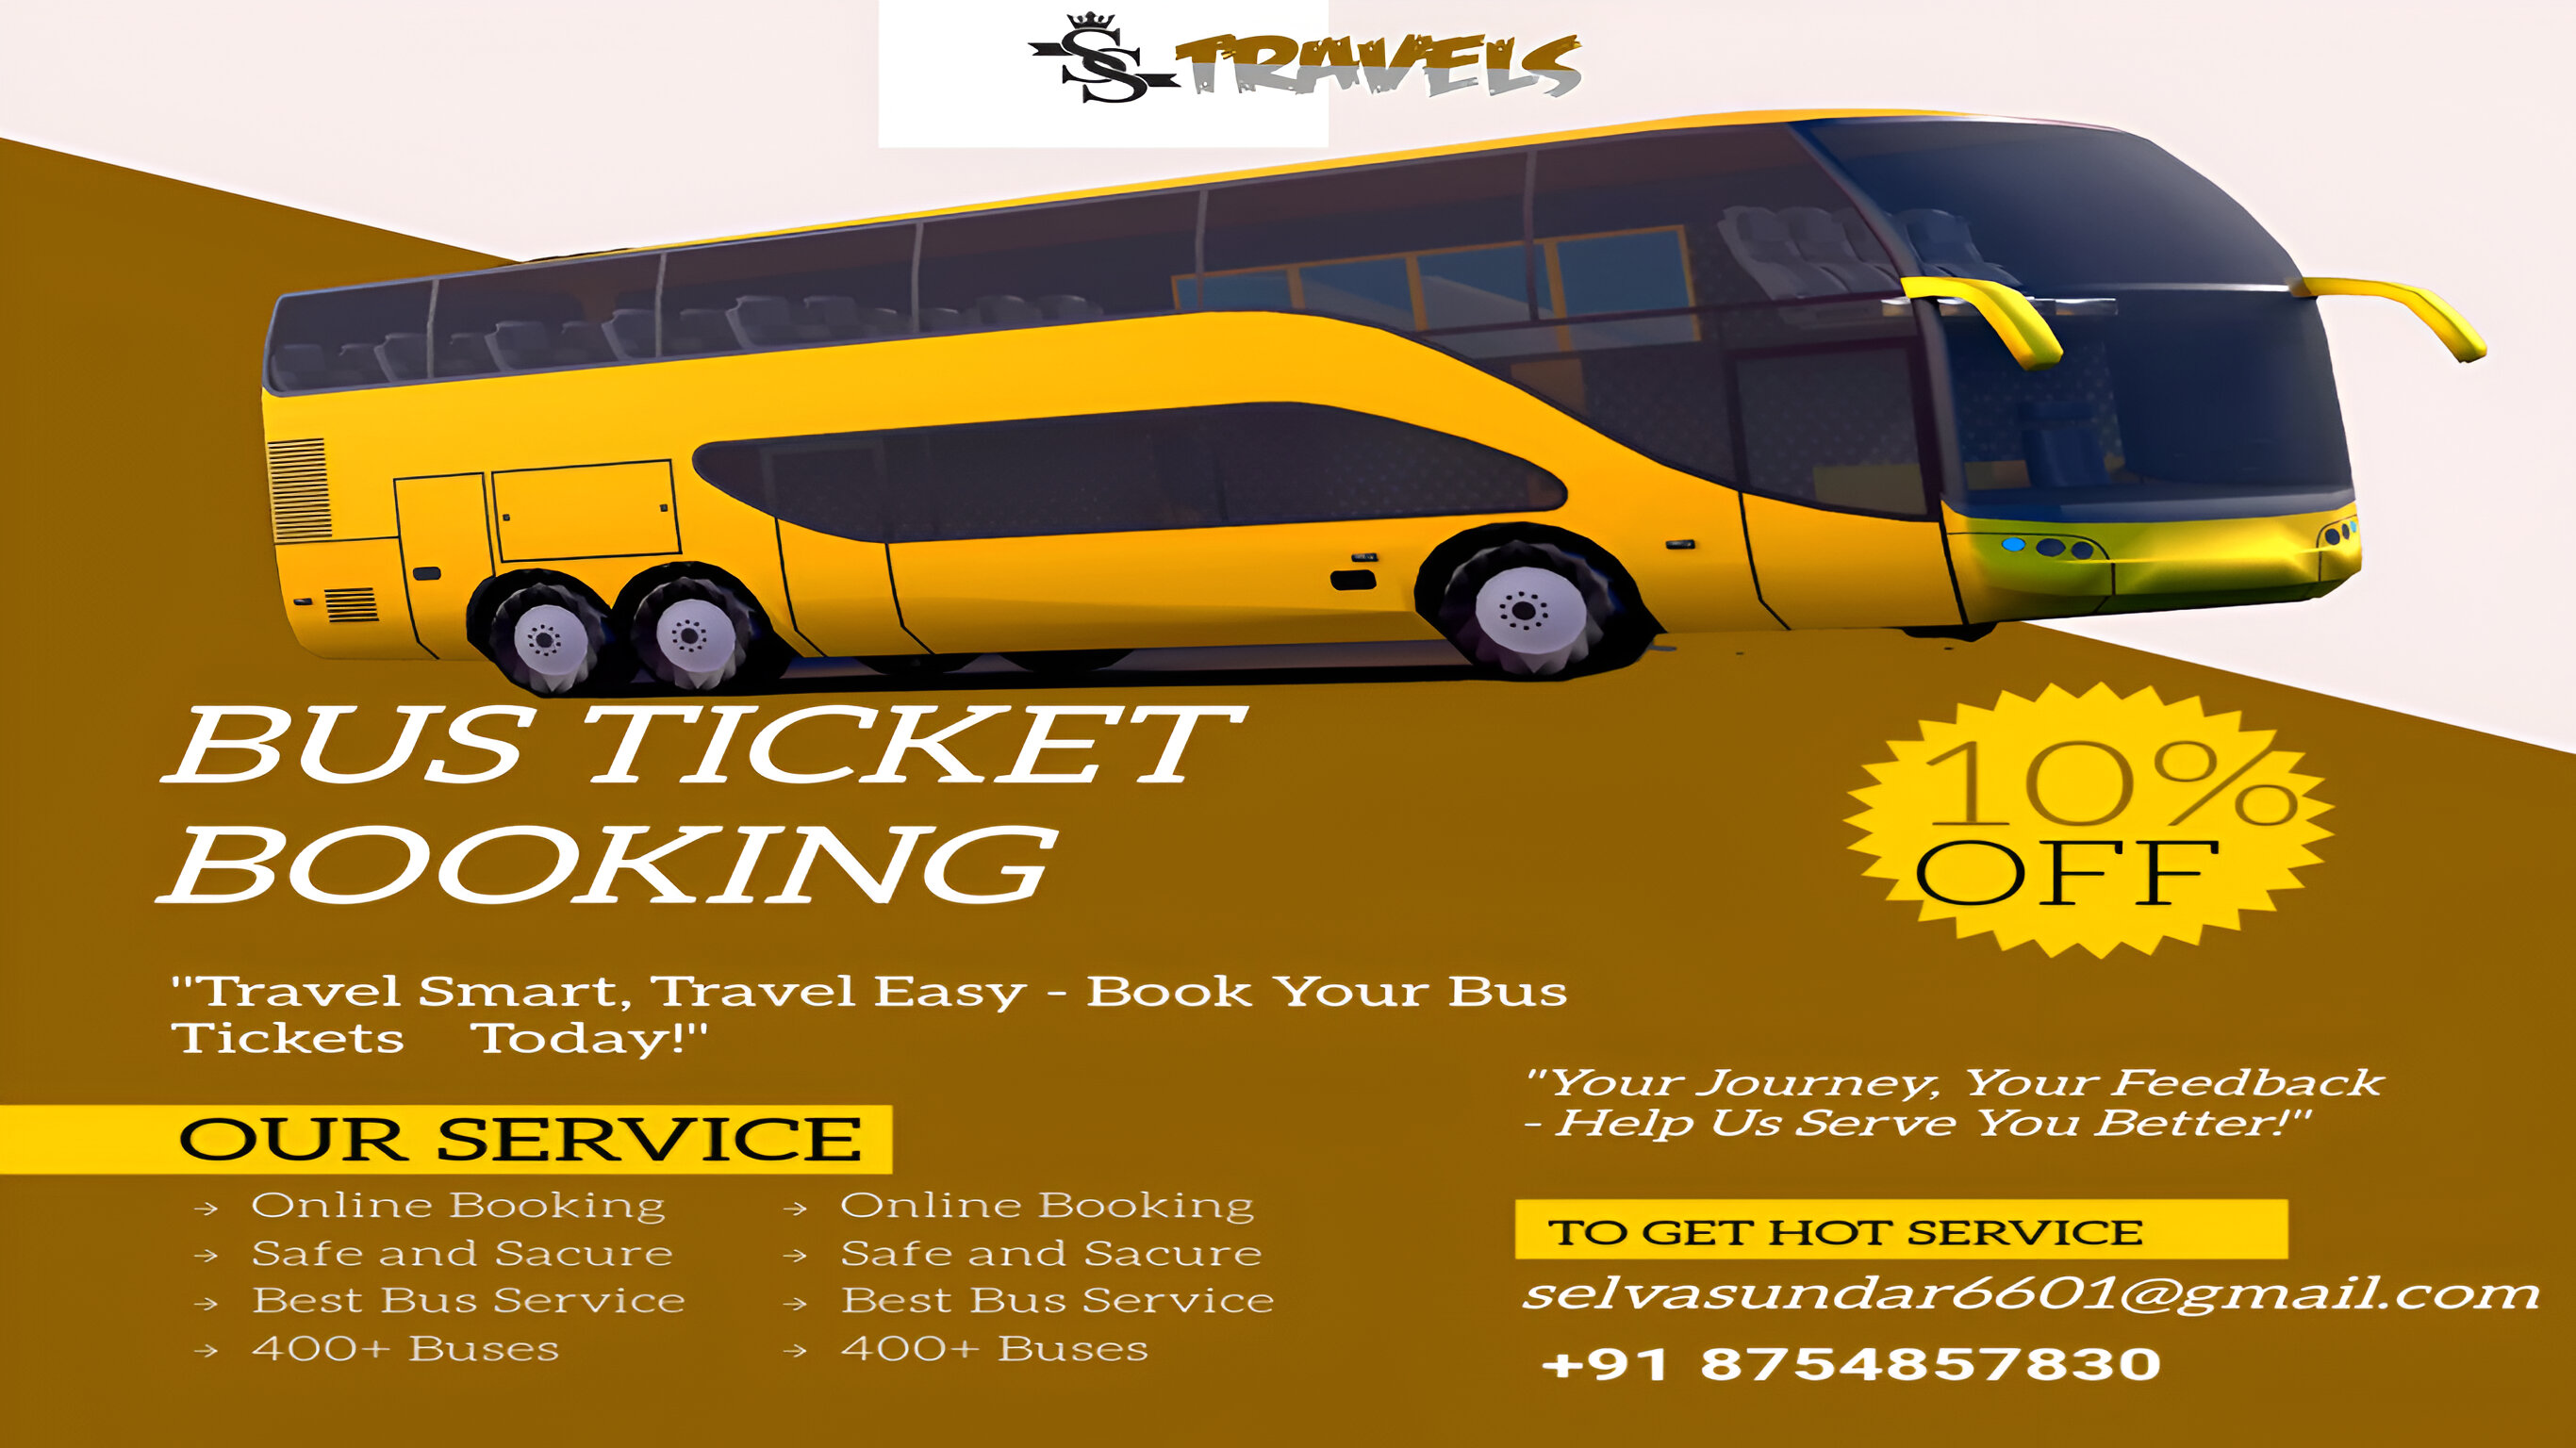 SS TRAVELS
BUS TICKET
BOOKING
10%
OFF
"Travel Smart, Travel Easy - Book Your Bus
Tickets Today!"
"Your Journey, Your Feedback
- Help Us Serve You Better!"
OUR SERVICE
→ Online Booking
→ Safe and Sacure
→ Best Bus Service
→ 400+ Buses
→ Online Booking
→ Safe and Sacure
→ Best Bus Service
→ 400+ Buses
TO GET HOT SERVICE
selvasundar6601@gmail.com
+91 8754857830